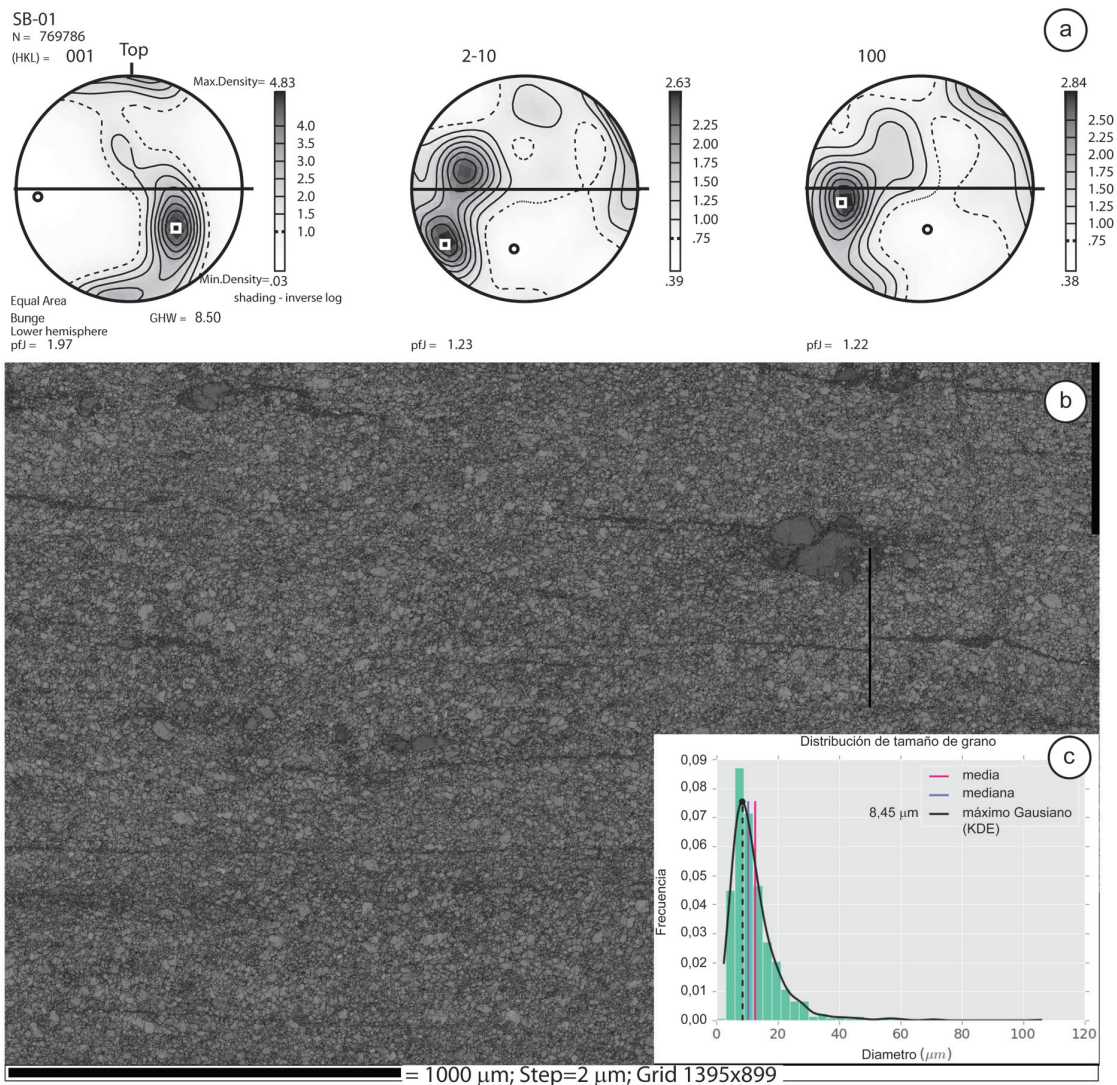 SB-01
N = 769786
(HKL) = 001
Top
2-10
100
a
Max.Density= 4.83
4.0
3.5
3.0
2.5
2.0
1.5
1.0
Min.Density=.03
shading - inverse log
2.63
2.25
2.00
1.75
1.50
1.25
1.00
.75
.39
2.84
2.50
2.00
1.75
1.50
1.25
1.00
.75
.38
Equal Area
Bunge
GHW = 8.50
Lower hemisphere
pfJ = 1.97
pfJ = 1.23
pfJ = 1.22
b
c
Distribución de tamaño de grano
0,09
0,08
0,07
0,06
0,05
0,04
0,03
0,02
0,01
0,00
Frecuencia
media
mediana
máximo Gausiano
(KDE)
8,45 μm
0
20
40
60
80
100
120
Diametro (μm)
= 1000 μm; Step=2 μm; Grid 1395x899